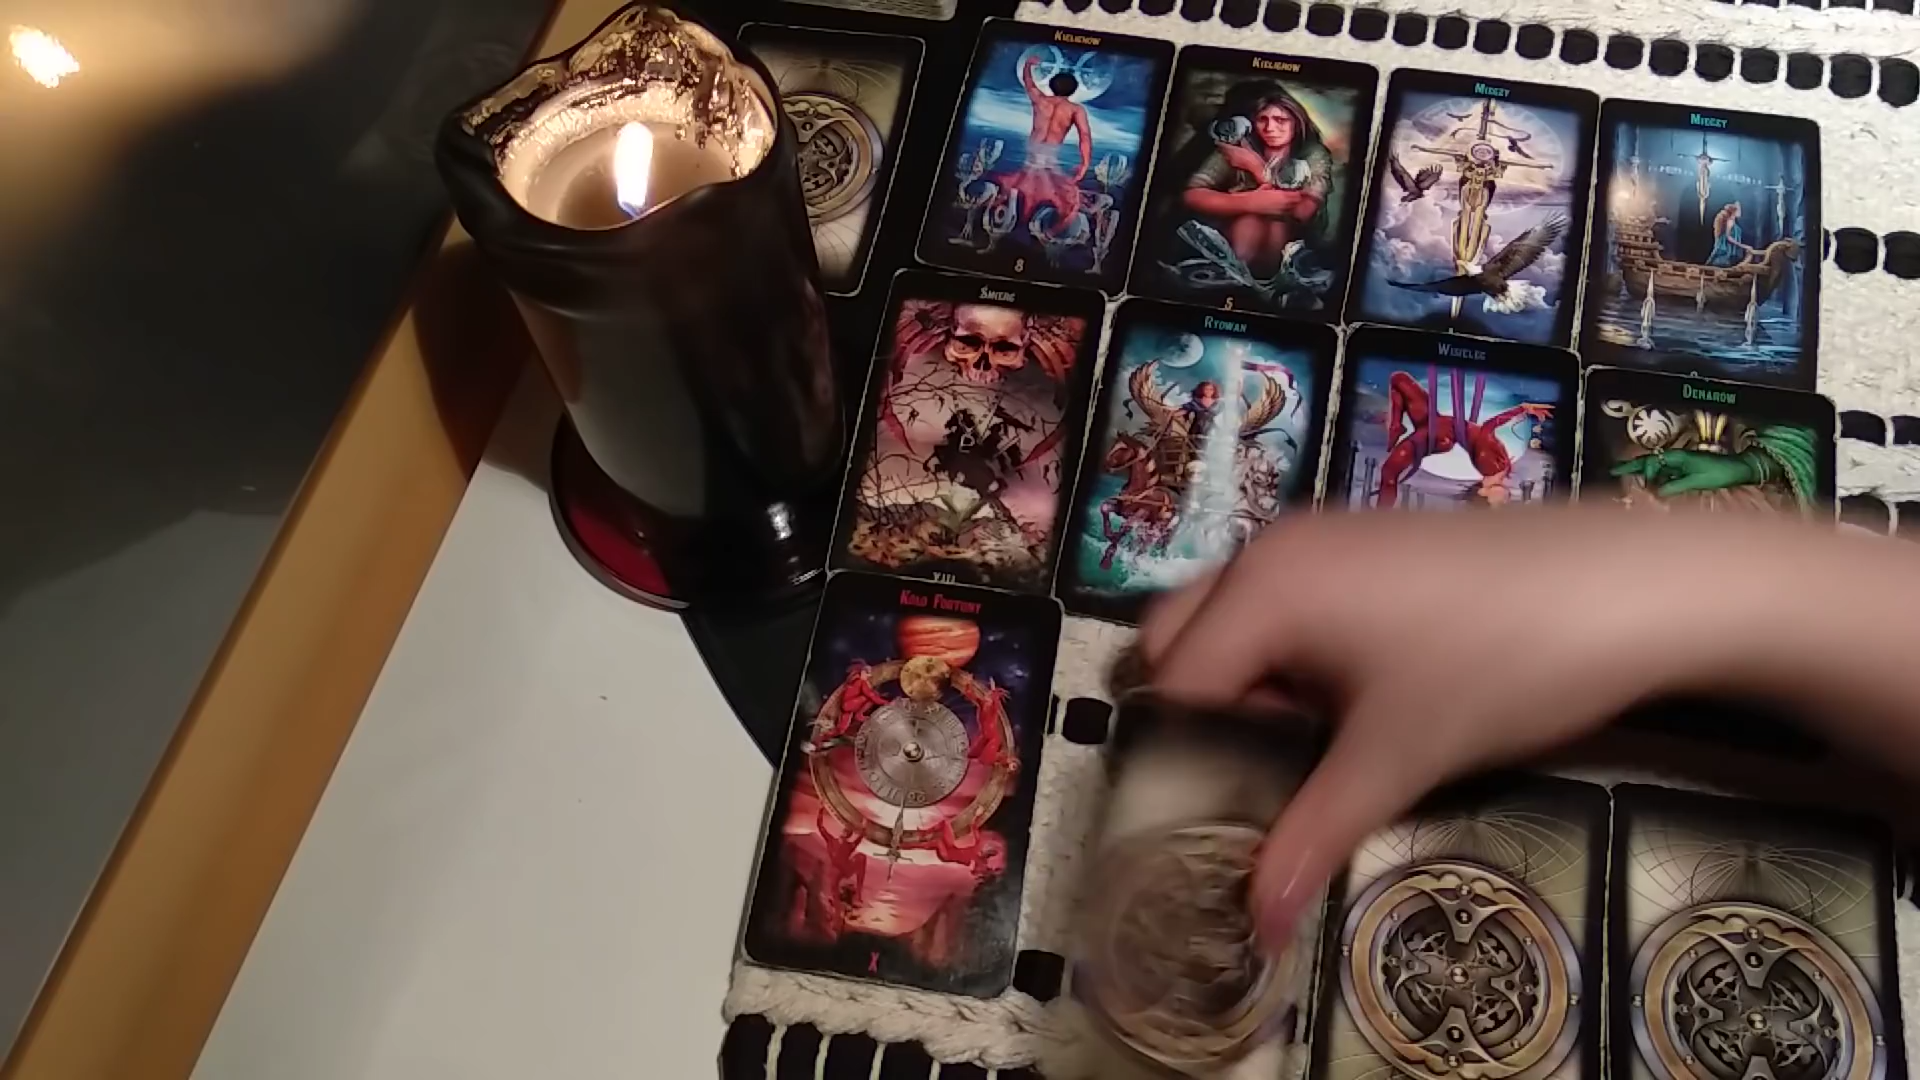 KIELICHÓW
8
KIELICHÓW
5
MIECZY
MIECZY
ŚMIERĆ
XIII
RYDWAN
WISIELEC
DENARÓW
KOŁO FORTUNY
X